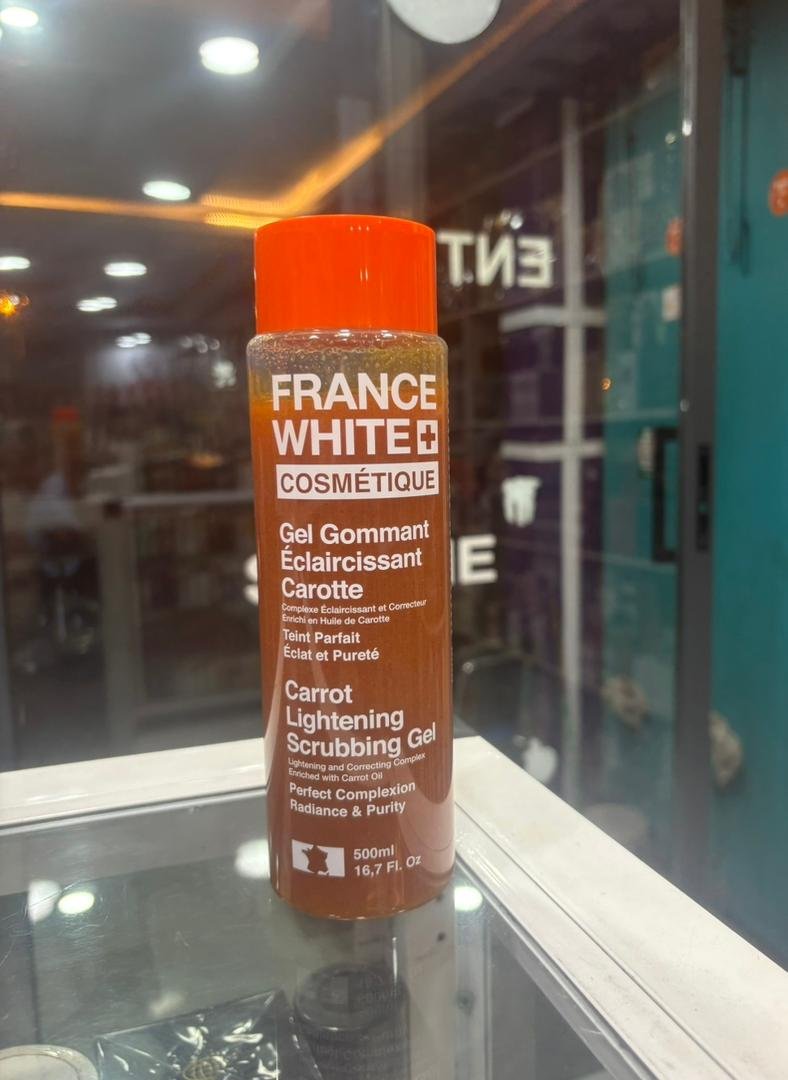 FRANCE
WHITE
COSMÉTIQUE
Gel Gommant
Éclaircissant
Carotte
Complexe Éclaircissant et Correcteur
Enrichi en Huile de Carotte
Teint Parfait
Éclat et Pureté
Carrot
Lightening
Scrubbing Gel
Lightening and Correcting Complex
Enriched with Carrot Oil
Perfect Complexion
Radiance & Purity
500ml
16,7 Fl. Oz